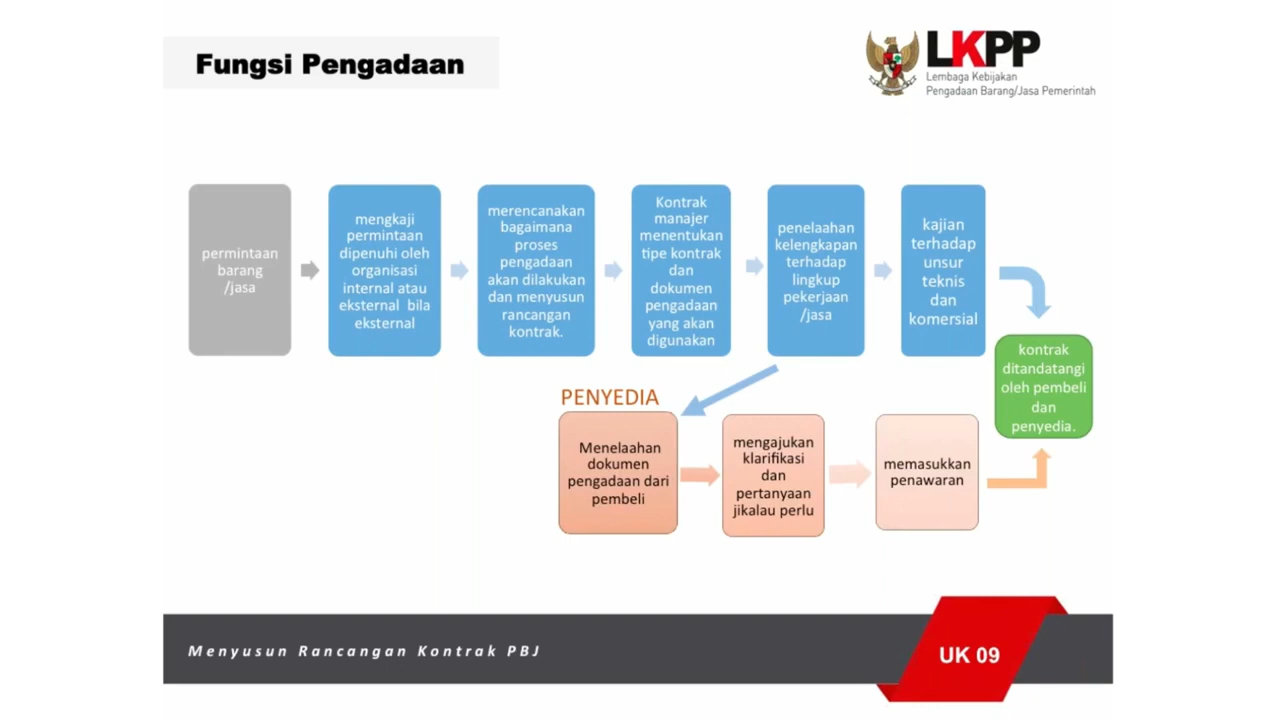 Fungsi Pengadaan
LKPP
Lembaga Kebijakan
Pengadaan Barang/Jasa Pemerintah
permintaan
barang
/jasa
mengkaji
permintaan
dipenuhi oleh
organisasi
internal atau
eksternal bila
eksternal
merencanakan
bagaimana
proses
pengadaan
akan dilakukan
dan menyusun
rancangan
kontrak.
Kontrak
manajer
menentukan
tipe kontrak
dan
dokumen
pengadaan
yang akan
digunakan
penelaahan
kelengkapan
terhadap
lingkup
pekerjaan
/jasa
kajian
terhadap
unsur
teknis
dan
komersial
kontrak
ditandatangi
oleh pembeli
dan
penyedia.
PENYEDIA
Menelaahan
dokumen
pengadaan dari
pembeli
mengajukan
klarifikasi
dan
pertanyaan
jikalau perlu
memasukkan
penawaran
Menyusun Rancangan Kontrak PBJ
UK 09